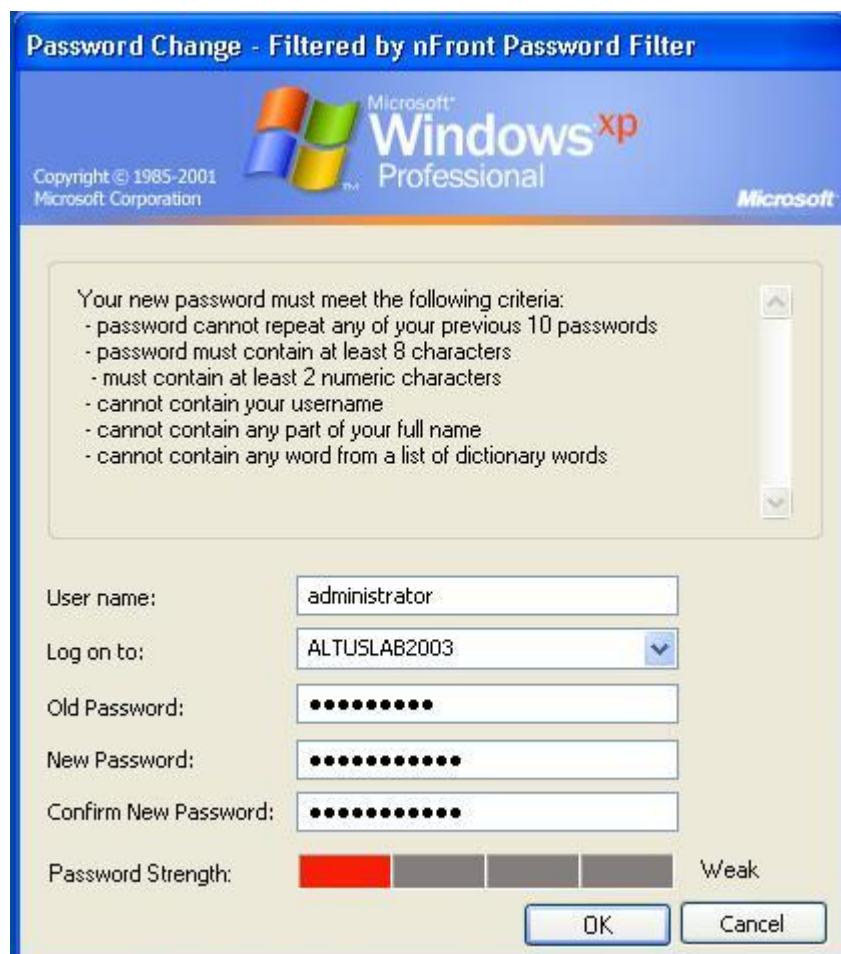 Password Change - Filtered by nFront Password Filter
Microsoft
Windows xp
Professional
Copyright © 1985-2001
Microsoft Corporation
TM
Microsoft
Your new password must meet the following criteria:
- password cannot repeat any of your previous 10 passwords
- password must contain at least 8 characters
- must contain at least 2 numeric characters
- cannot contain your username
- cannot contain any part of your full name
- cannot contain any word from a list of dictionary words
User name: administrator
Log on to: ALTUSLAB2003
Old Password: ●●●●●●●●●
New Password: ●●●●●●●●●●●
Confirm New Password: ●●●●●●●●●●●
Password Strength: Weak
OK Cancel